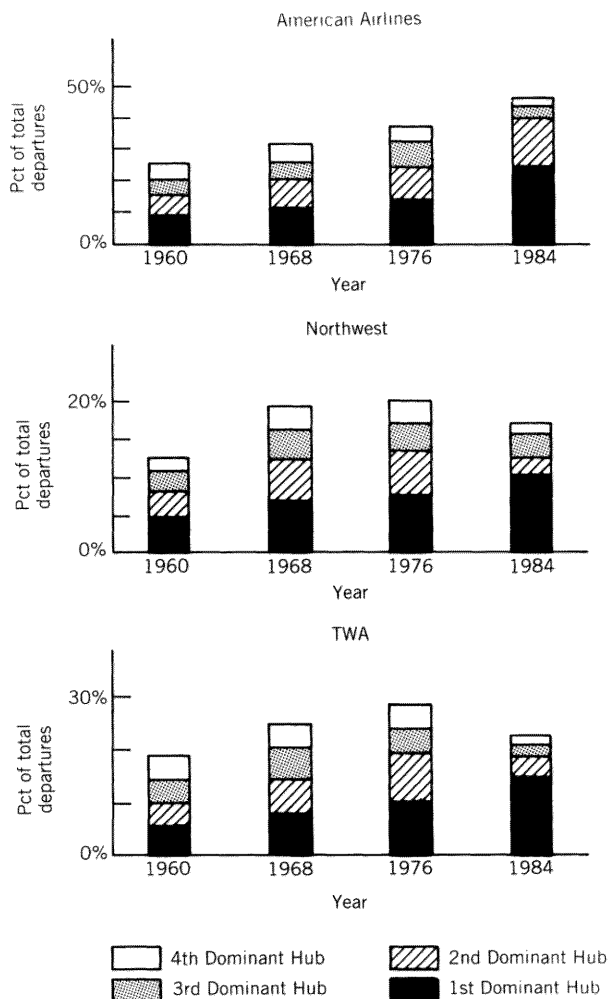 American Airlines
Pct of total
departures
50%
0%
1960 1968 1976 1984
Year
Northwest
Pct of total
departures
20%
0%
1960 1968 1976 1984
Year
TWA
Pct of total
departures
30%
0%
1960 1968 1976 1984
Year
4th Dominant Hub 2nd Dominant Hub
3rd Dominant Hub 1st Dominant Hub